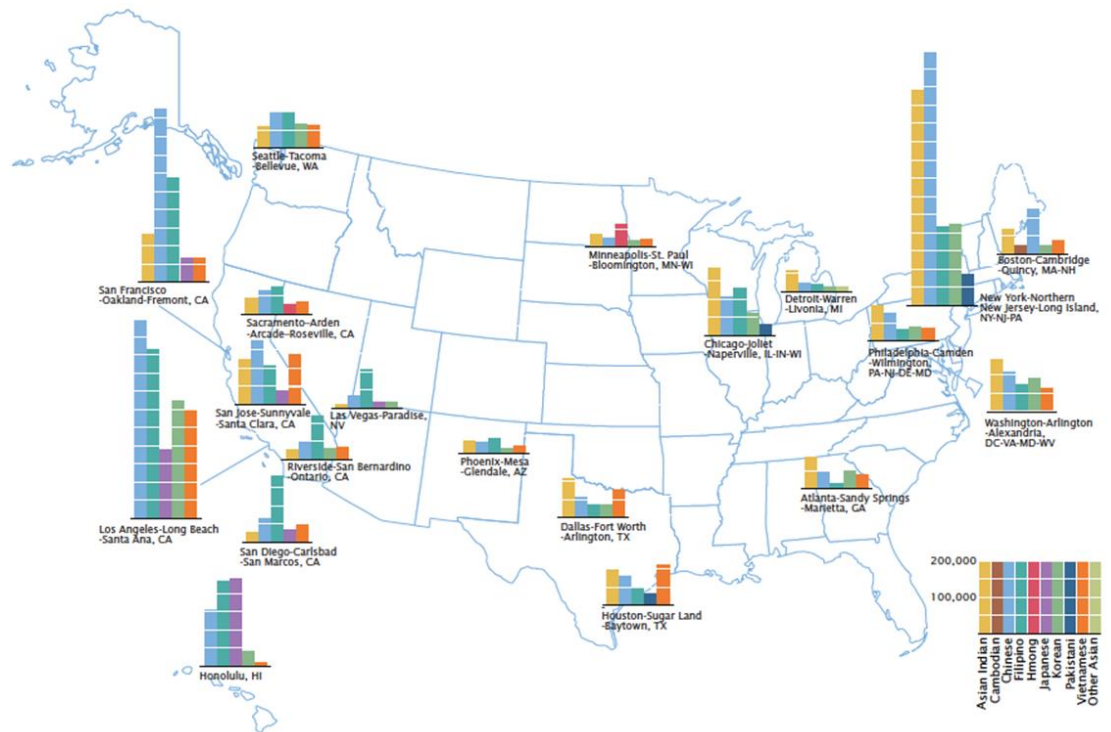 Seattle-Tacoma
-Bellevue, WA
San Francisco
-Oakland-Fremont, CA
Sacramento-Arden
-Arcade-Roseville, CA
San Jose-Sunnyvale
-Santa Clara, CA
Las Vegas-Paradise,
NV
Riverside-San Bernardino
-Ontario, CA
Los Angeles-Long Beach
-Santa Ana, CA
San Diego-Carlsbad
-San Marcos, CA
Honolulu, HI
Phoenix-Mesa
-Glendale, AZ
Minneapolis-St. Paul
-Bloomington, MN-WI
Chicago-Joliet
-Naperville, IL-IN-WI
Detroit-Warren
-Livonia, MI
Boston-Cambridge
-Quincy, MA-NH
New York-Northern
New Jersey-Long Island,
NY-NJ-PA
Philadelphia-Camden
-Wilmington,
PA-NJ-DE-MD
Washington-Arlington
-Alexandria,
DC-VA-MD-WV
Atlanta-Sandy Springs
-Marietta, GA
Dallas-Fort Worth
-Arlington, TX
Houston-Sugar Land
-Baytown, TX
200,000
100,000
Asian Indian
Cambodian
Chinese
Filipino
Hmong
Japanese
Korean
Pakistani
Vietnamese
Other Asian